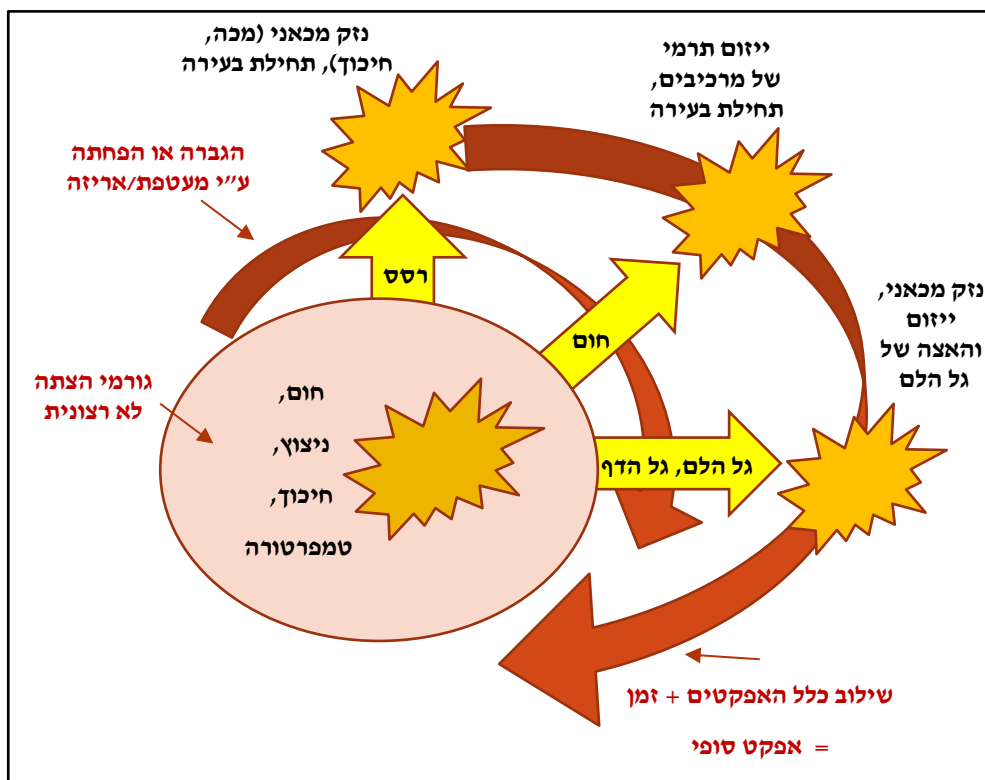 נזק מכאני (מכה,
חיכוך), תחילת בעירה
ייזום תרמי
של מרכיבים,
תחילת בעירה
הגברה או הפחתה
ע״י מעטפת/אריזה
רסס
נזק מכאני,
ייזום
והאצה של
גל הלם
חום
גורמי הצתה
לא רצונית
חום,
ניצוץ,
חיכוך,
טמפרטורה
גל הלם, גל הדף
שילוב כלל האפקטים + זמן
= אפקט סופי